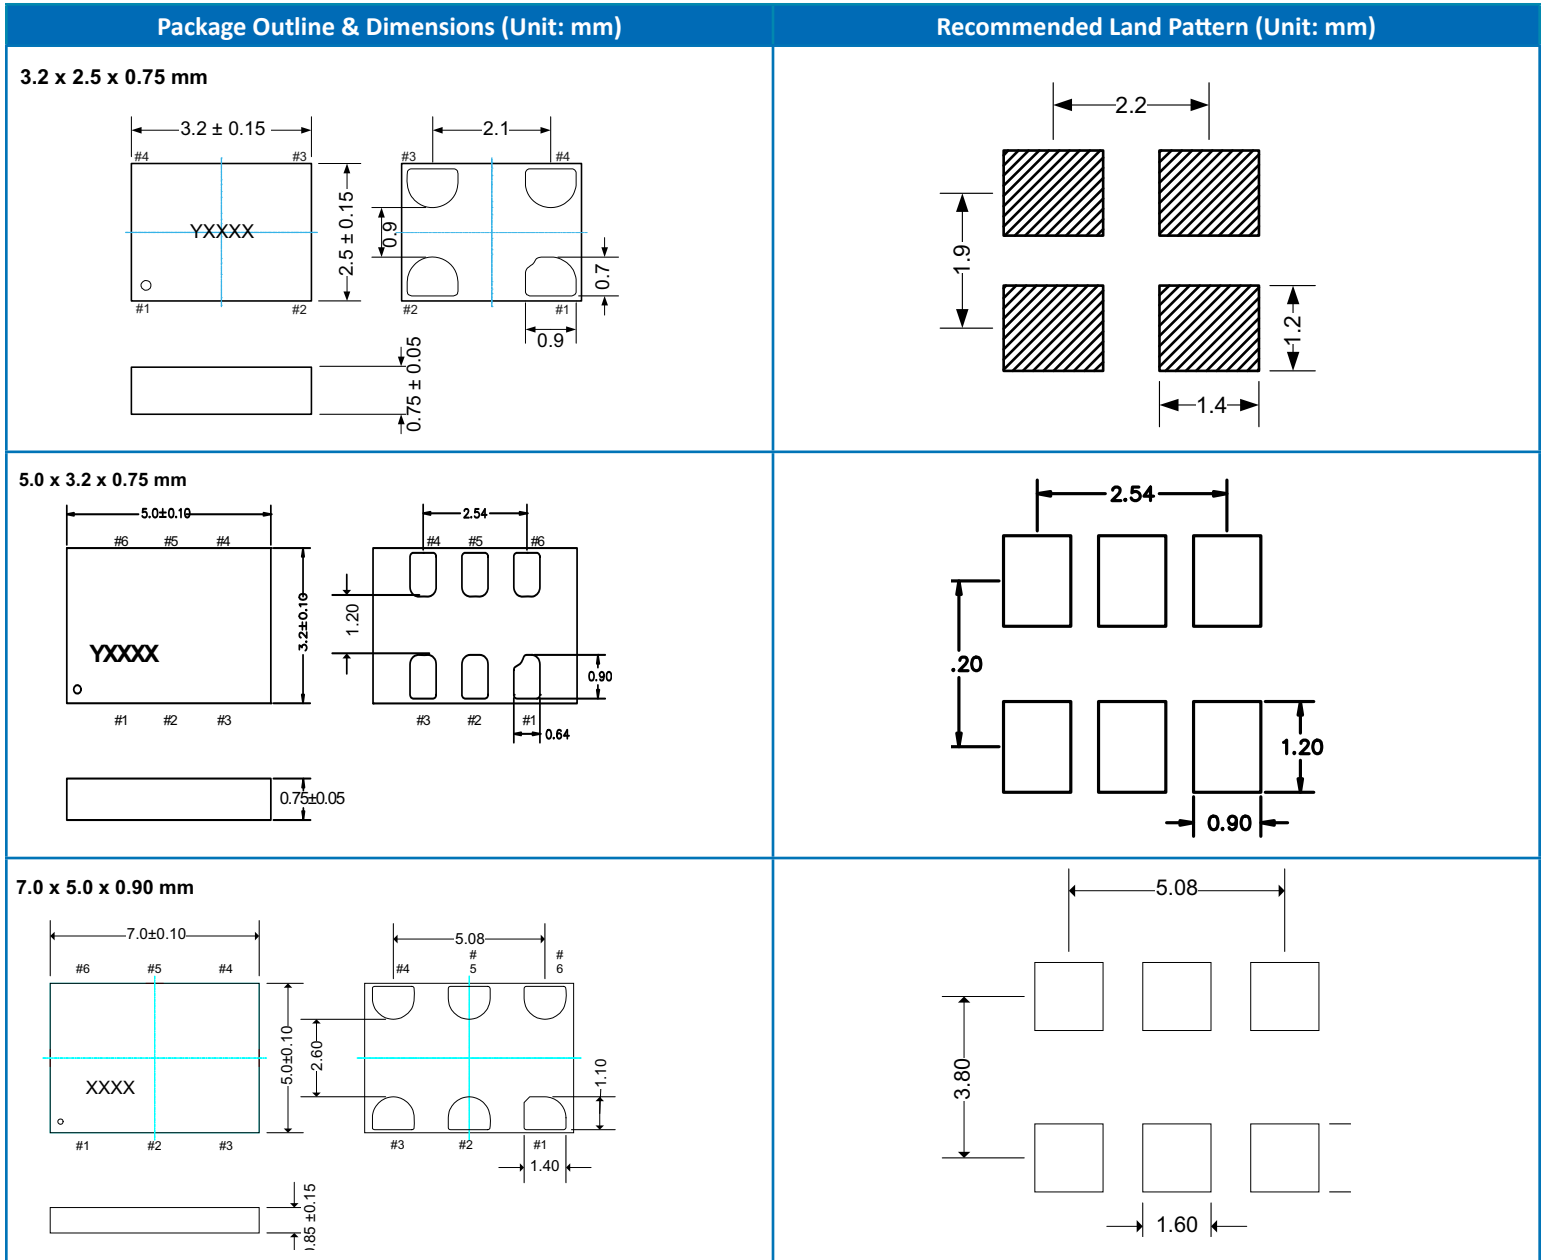 Package Outline & Dimensions (Unit: mm)
Recommended Land Pattern (Unit: mm)
3.2 x 2.5 x 0.75 mm
3.2 ± 0.15
#4
#3
YXXXX
#1
#2
2.5 ± 0.15
0.75 ± 0.05
2.1
#3
#4
0.9
0.7
#2
#1
0.9
2.2
1.9
1.2
1.4
5.0 x 3.2 x 0.75 mm
5.0±0.10
#6 #5 #4
YXXXX
3.2±0.10
#1 #2 #3
0.75±0.05
2.54
#4 #5 #6
1.20
0.90
#3 #2 #1
0.64
2.54
.20
1.20
0.90
7.0 x 5.0 x 0.90 mm
7.0±0.10
#6 #5 #4
XXXX
5.0±0.10
#1 #2 #3
.85 ±0.15
5.08
#4
#
5
#
6
2.60
1.10
#3 #2 #1
1.40
5.08
3.80
1.60